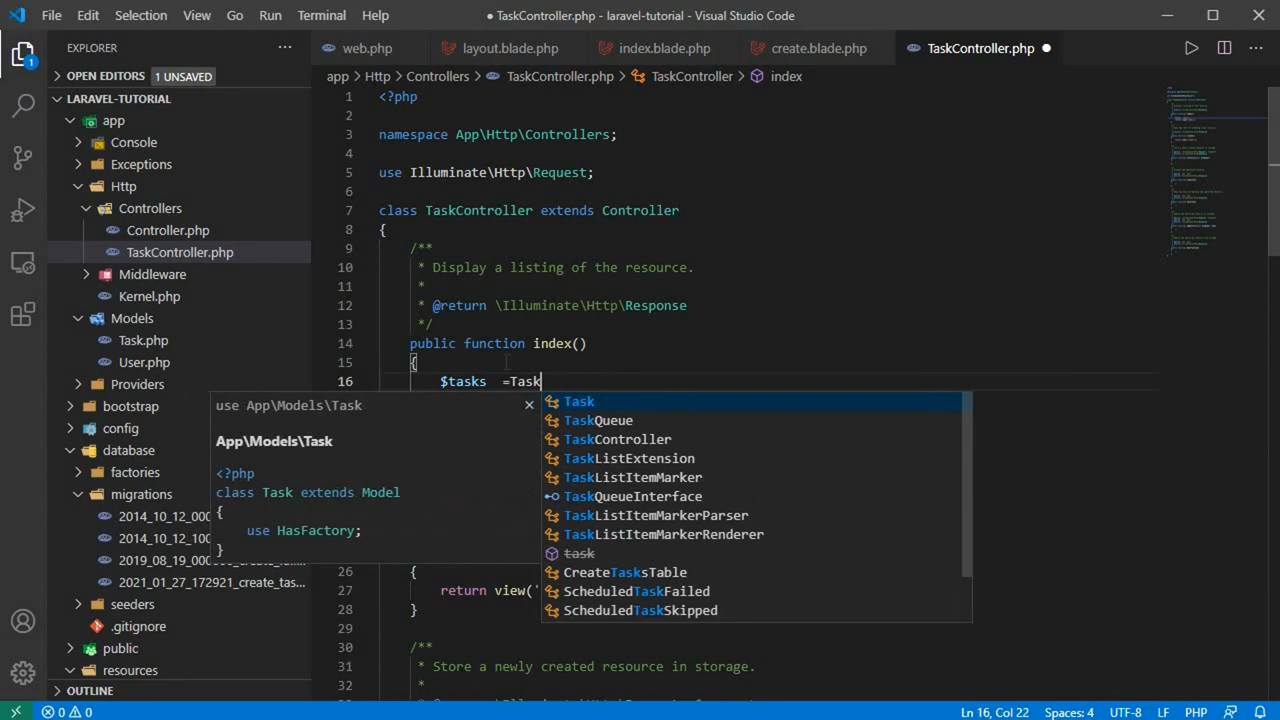 File Edit Selection View Go Run Terminal Help
● TaskController.php - laravel-tutorial - Visual Studio Code
EXPLORER
web.php layout.blade.php index.blade.php create.blade.php TaskController.php
app > Http > Controllers > TaskController.php > TaskController > index
OPEN EDITORS 1 UNSAVED
LARAVEL-TUTORIAL
app
Console
Exceptions
Http
Controllers
Controller.php
TaskController.php
Middleware
Kernel.php
Models
Task.php
User.php
Providers
bootstrap
config
database
factories
migrations
2014_10_12_000
2014_10_12_100
2019_08_19_000
2021_01_27_172921_create_tas...
seeders
.gitignore
public
resources
OUTLINE
1 <?php
2
3 namespace App\Http\Controllers;
4
5 use Illuminate\Http\Request;
6
7 class TaskController extends Controller
8 {
9 /**
10 * Display a listing of the resource.
11 *
12 * @return \Illuminate\Http\Response
13 */
14 public function index()
15 {
16 $tasks  =Task
use App\Models\Task
App\Models\Task
<?php
class Task extends Model
{
use HasFactory;
}
Task
TaskQueue
TaskController
TaskListExtension
TaskListItemMarker
TaskQueueInterface
TaskListItemMarkerParser
TaskListItemMarkerRenderer
task
CreateTasksTable
ScheduledTaskFailed
ScheduledTaskSkipped
26 {
27 return view('
28 }
29
30 /**
31 * Store a newly created resource in storage.
32 *
0 0 Ln 16, Col 22 Spaces: 4 UTF-8 LF PHP